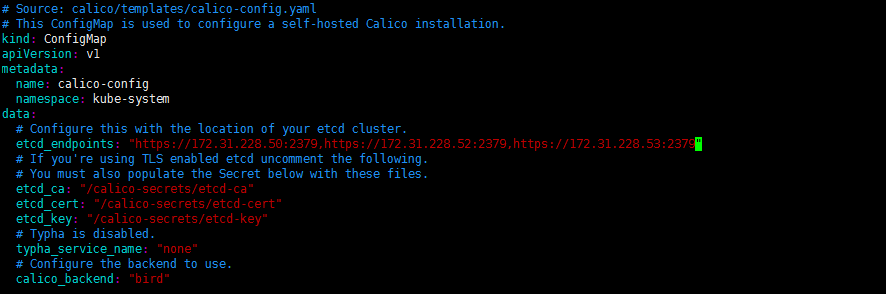 # Source: calico/templates/calico-config.yaml
# This ConfigMap is used to configure a self-hosted Calico installation.
kind: ConfigMap
apiVersion: v1
metadata:
  name: calico-config
  namespace: kube-system
data:
  # Configure this with the location of your etcd cluster.
  etcd_endpoints: "https://172.31.228.50:2379,https://172.31.228.52:2379,https://172.31.228.53:2379"
  # If you're using TLS enabled etcd uncomment the following.
  # You must also populate the Secret below with these files.
  etcd_ca: "/calico-secrets/etcd-ca"
  etcd_cert: "/calico-secrets/etcd-cert"
  etcd_key: "/calico-secrets/etcd-key"
  # Typha is disabled.
  typha_service_name: "none"
  # Configure the backend to use.
  calico_backend: "bird"